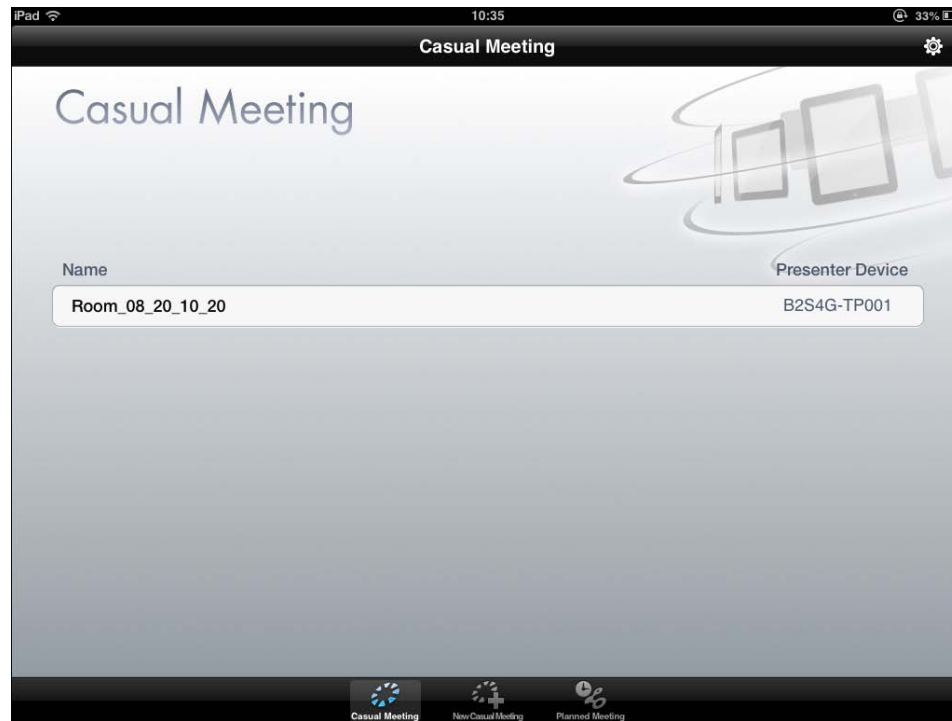 iPad 10:35 33%
Casual Meeting
Casual Meeting
Name Presenter Device
Room_08_20_10_20 B2S4G-TP001
Casual Meeting New Casual Meeting Planned Meeting